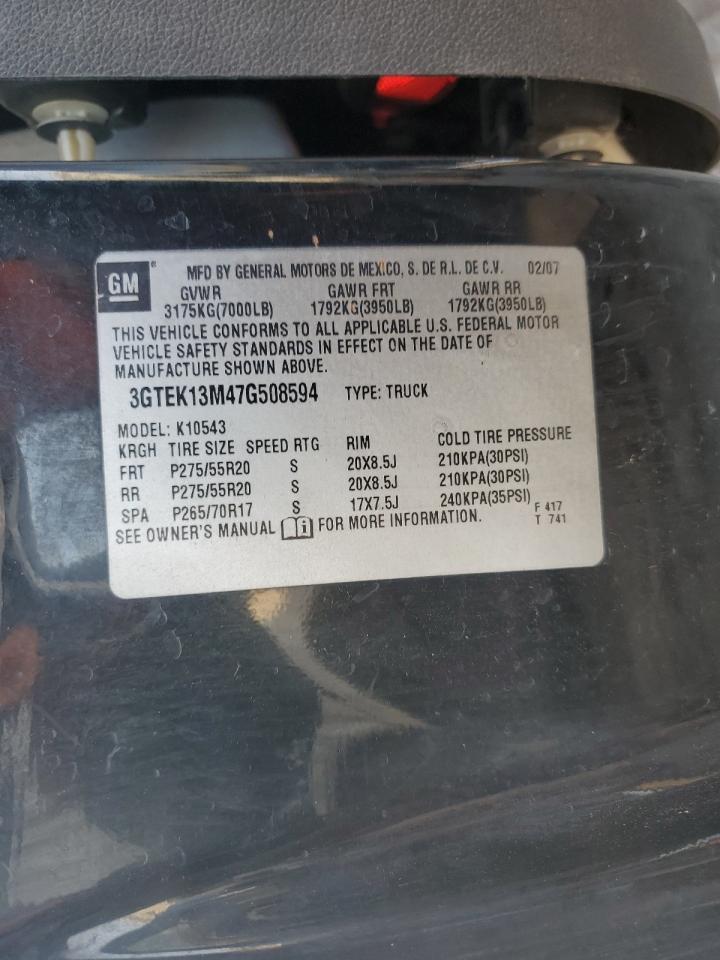 GM® MFD BY GENERAL MOTORS DE MEXICO, S. DE R.L. DE C.V. 02/07
GVWR GAWR FRT GAWR RR
3175KG(7000LB) 1792KG(3950LB) 1792KG(3950LB)
THIS VEHICLE CONFORMS TO ALL APPLICABLE U.S. FEDERAL MOTOR
VEHICLE SAFETY STANDARDS IN EFFECT ON THE DATE OF
MANUFACTURE SHOWN ABOVE.
3GTEK13M47G508594 TYPE: TRUCK
MODEL: K10543
KRGH TIRE SIZE SPEED RTG RIM COLD TIRE PRESSURE
FRT P275/55R20 S 20X8.5J 210KPA(30PSI)
RR P275/55R20 S 20X8.5J 210KPA(30PSI)
SPA P265/70R17 S 17X7.5J 240KPA(35PSI)
SEE OWNER'S MANUAL i FOR MORE INFORMATION. F 417
T 741